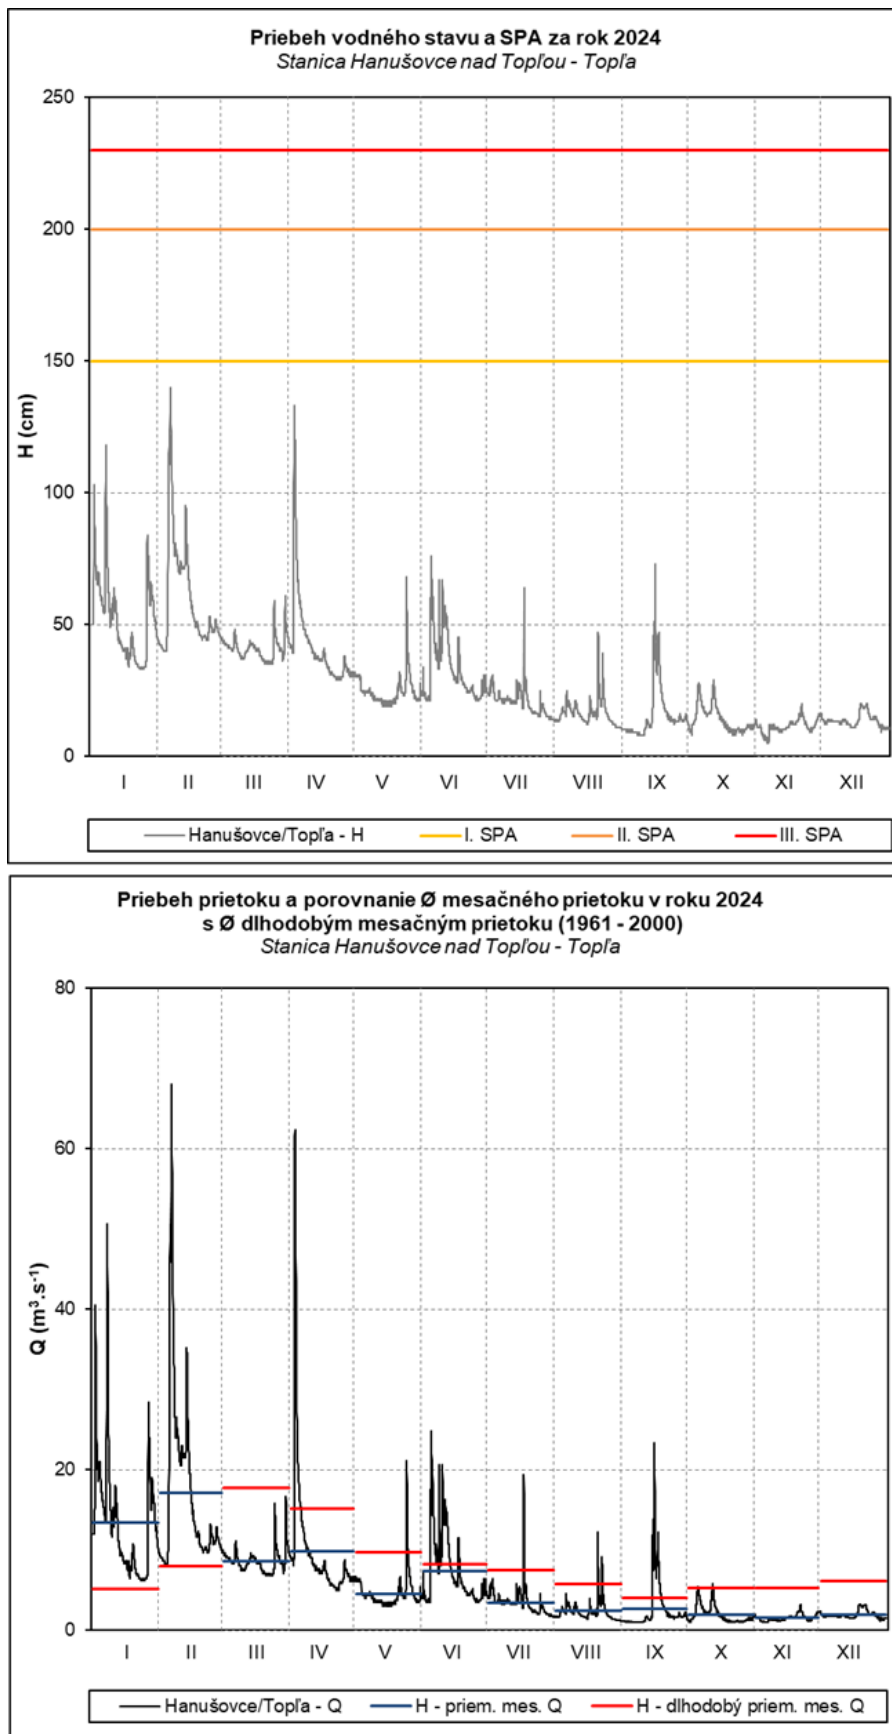 Priebeh vodného stavu a SPA za rok 2024
Stanica Hanušovce nad Topľou - Topľa
250
200
150
100
50
0
H (cm)
I II III IV V VI VII VIII IX X XI XII
Hanušovce/Topľa - H I. SPA II. SPA III. SPA
Priebeh prietoku a porovnanie Ø mesačného prietoku v roku 2024
s Ø dlhodobým mesačným prietoku (1961 - 2000)
Stanica Hanušovce nad Topľou - Topľa
80
60
40
20
0
Q (m³.s⁻¹)
I II III IV V VI VII VIII IX X XI XII
Hanušovce/Topľa - Q H - priem. mes. Q H - dlhodobý priem. mes. Q